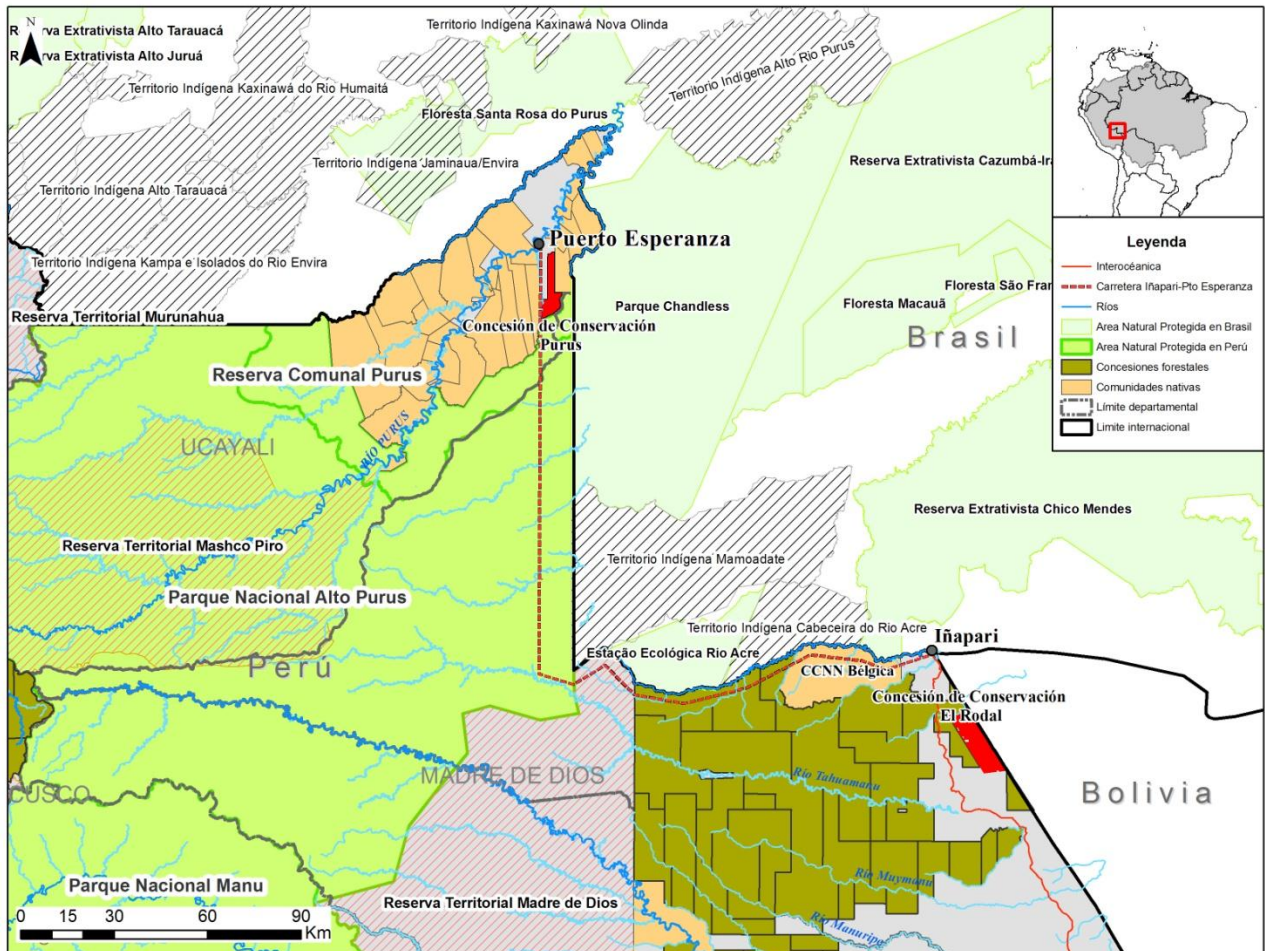 N
Reserva Extrativista Alto Tarauacá
Reserva Extrativista Alto Juruá
Territorio Indígena Kaxinawá Nova Olinda
Territorio Indígena Kaxinawá do Rio Humaitá
Territorio Indígena Alto Rio Purus
Floresta Santa Rosa do Purus
Territorio Indígena Jaminaua/Envira
Territorio Indígena Alto Tarauacá
Reserva Extrativista Cazumbá-Ira
Puerto Esperanza
Territorio Indígena Kampa e Isolados do Rio Envira
Reserva Territorial Murunahua
Parque Chandless
Floresta Macauã
Floresta São Fran
Brasil
Concesión de Conservación
Purus
Reserva Comunal Purus
RÍO PURUS
UCAYALI
Reserva Territorial Mashco Piro
Parque Nacional Alto Purus
Perú
Reserva Extrativista Chico Mendes
Territorio Indígena Mamoadate
Territorio Indígena Cabeceira do Rio Acre
Iñapari
Estação Ecológica Rio Acre
CCNN Bélgica
Concesión de Conservación
El Rodal
MADRE DE DIOS
CUSCO
Río Tahuamanu
Bolivia
Río Muymanu
Río Manuripe
Parque Nacional Manu
Reserva Territorial Madre de Dios
0 15 30 60 90
Km
Leyenda
Interocéanica
Carretera Iñapari-Pto Esperanza
Ríos
Area Natural Protegida en Brasil
Area Natural Protegida en Perú
Concesiones forestales
Comunidades nativas
Límite departamental
Limite internacional